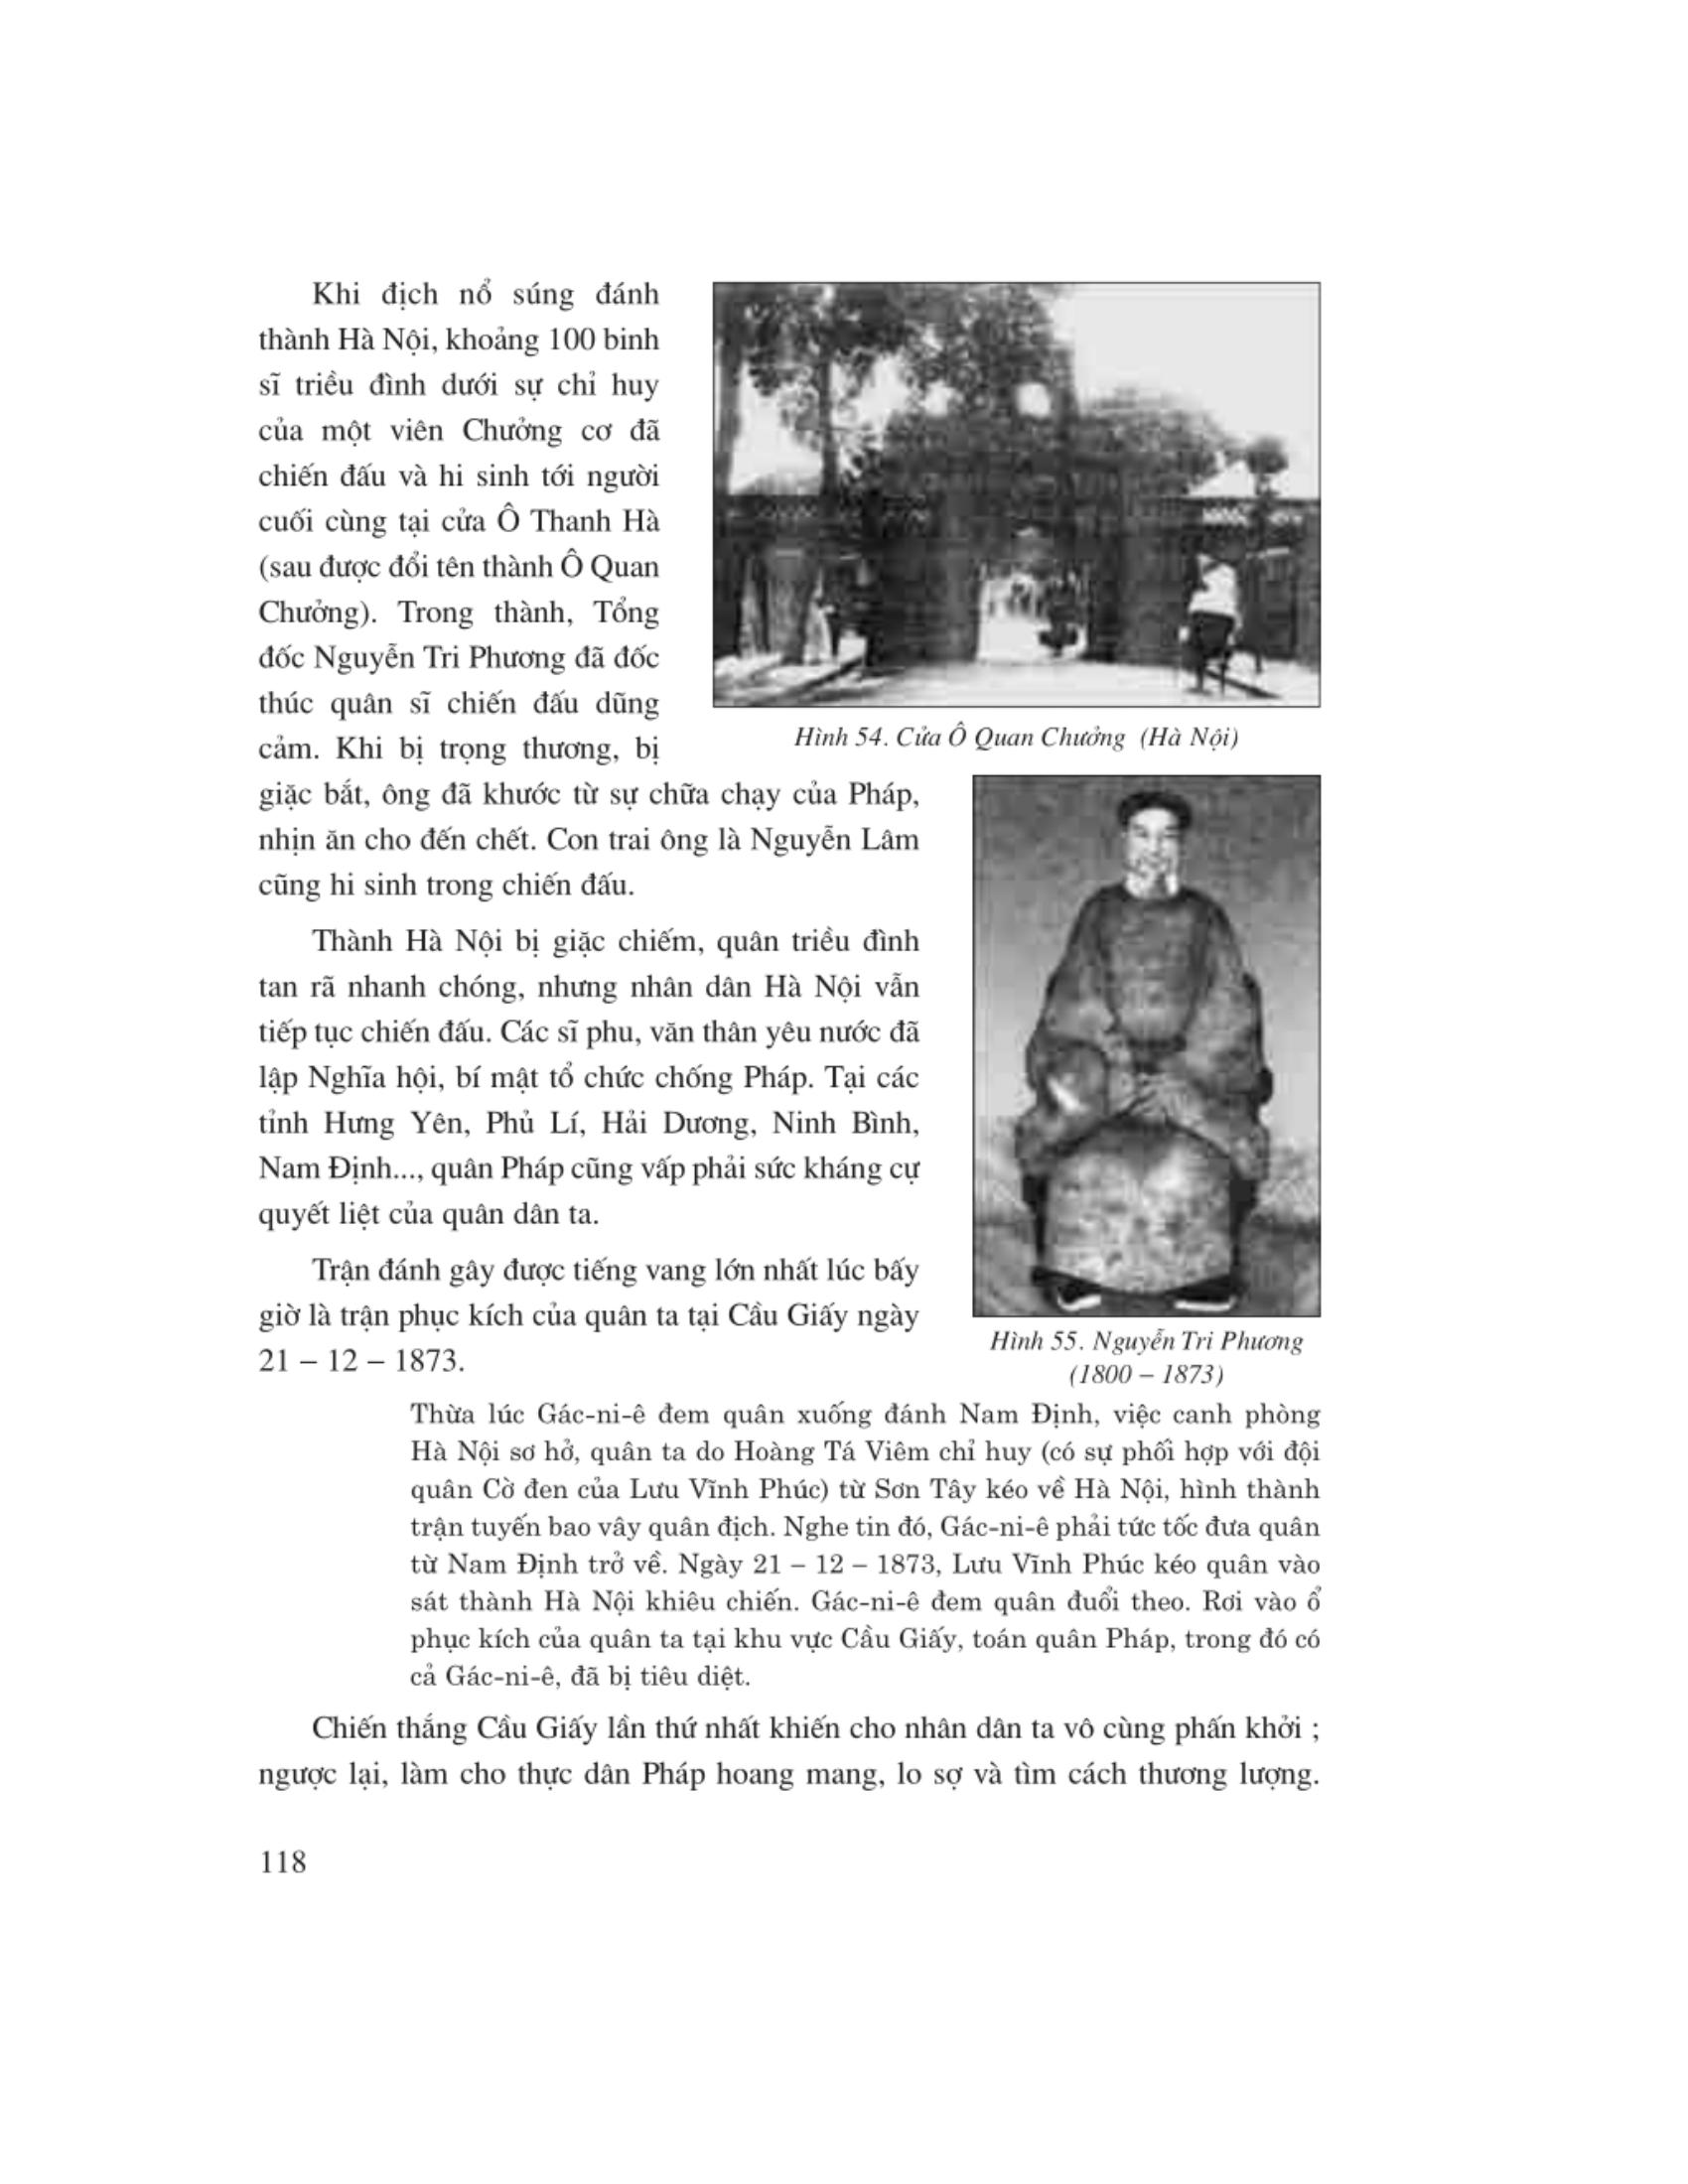 Khi địch nổ súng đánh
thành Hà Nội, khoảng 100 binh
sĩ triều đình dưới sự chỉ huy
của một viên Chưởng cơ đã
chiến đấu và hi sinh tới người
cuối cùng tại cửa Ô Thanh Hà
(sau được đổi tên thành Ô Quan
Chưởng). Trong thành, Tổng
đốc Nguyễn Tri Phương đã đốc
thúc quân sĩ chiến đấu dũng
cảm. Khi bị trọng thương, bị
giặc bắt, ông đã khước từ sự chữa chạy của Pháp,
nhịn ăn cho đến chết. Con trai ông là Nguyễn Lâm
cũng hi sinh trong chiến đấu.
Hình 54. Cửa Ô Quan Chưởng (Hà Nội)
Thành Hà Nội bị giặc chiếm, quân triều đình
tan rã nhanh chóng, nhưng nhân dân Hà Nội vẫn
tiếp tục chiến đấu. Các sĩ phu, văn thân yêu nước đã
lập Nghĩa hội, bí mật tổ chức chống Pháp. Tại các
tỉnh Hưng Yên, Phủ Lí, Hải Dương, Ninh Bình,
Nam Định..., quân Pháp cũng vấp phải sức kháng cự
quyết liệt của quân dân ta.
Trận đánh gây được tiếng vang lớn nhất lúc bấy
giờ là trận phục kích của quân ta tại Cầu Giấy ngày
21 – 12 – 1873.
Hình 55. Nguyễn Tri Phương
(1800 – 1873)
Thừa lúc Gác-ni-ê đem quân xuống đánh Nam Định, việc canh phòng
Hà Nội sơ hở, quân ta do Hoàng Tá Viêm chỉ huy (có sự phối hợp với đội
quân Cờ đen của Lưu Vĩnh Phúc) từ Sơn Tây kéo về Hà Nội, hình thành
trận tuyến bao vây quân địch. Nghe tin đó, Gác-ni-ê phải tức tốc đưa quân
từ Nam Định trở về. Ngày 21 – 12 – 1873, Lưu Vĩnh Phúc kéo quân vào
sát thành Hà Nội khiêu chiến. Gác-ni-ê đem quân đuổi theo. Rơi vào ổ
phục kích của quân ta tại khu vực Cầu Giấy, toán quân Pháp, trong đó có
cả Gác-ni-ê, đã bị tiêu diệt.
Chiến thắng Cầu Giấy lần thứ nhất khiến cho nhân dân ta vô cùng phấn khởi ;
ngược lại, làm cho thực dân Pháp hoang mang, lo sợ và tìm cách thương lượng.
118